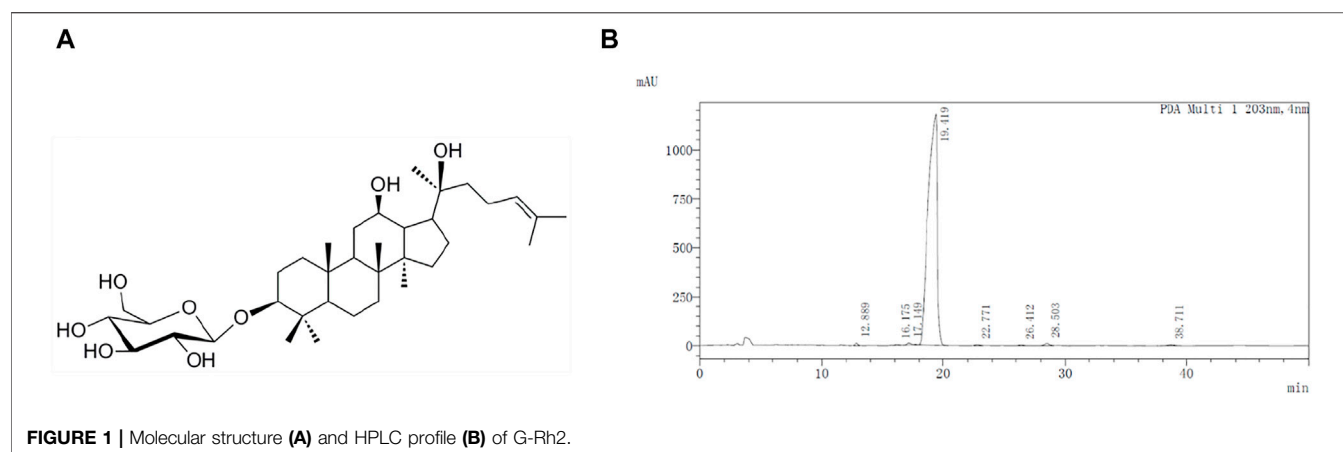 A
B
OH
OH
HO
O
O
HO
HO
OH
mAU
PDA Multi 1 203nm,4nm
1000
750
500
250
0
12.889
16.175
17.149
19.419
22.771
26.412
28.503
38.711
0 10 20 30 40
min
FIGURE 1 | Molecular structure (A) and HPLC profile (B) of G-Rh2.